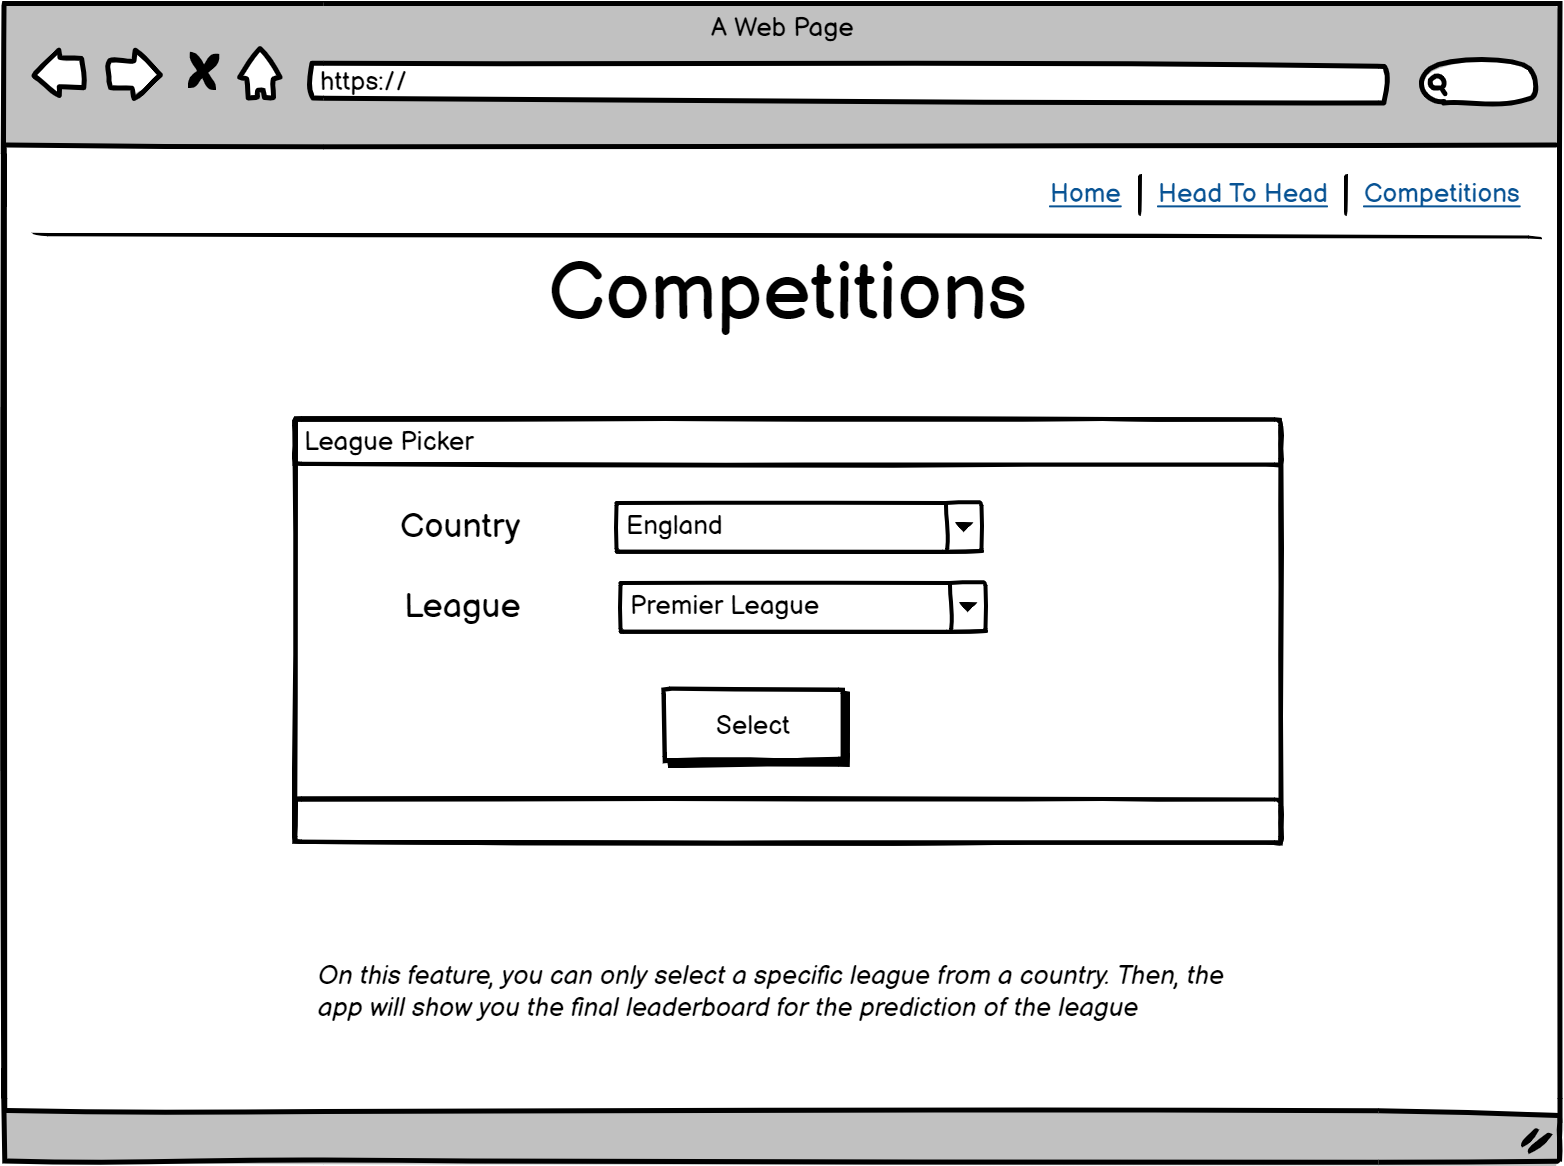 A Web Page
https://
Home
Head To Head
Competitions
Competitions
League Picker
Country
England
League
Premier League
Select
On this feature, you can only select a specific league from a country. Then, the
app will show you the final leaderboard for the prediction of the league